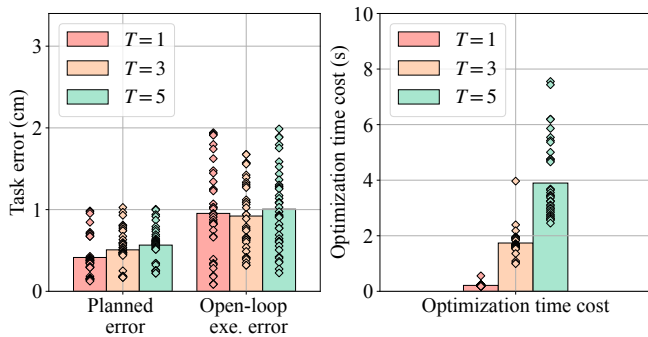 3
2
1
0
Task error (cm)
T = 1
T = 3
T = 5
Planned
error
Open-loop
exe. error
10
8
6
4
2
0
Optimization time cost (s)
T = 1
T = 3
T = 5
Optimization time cost